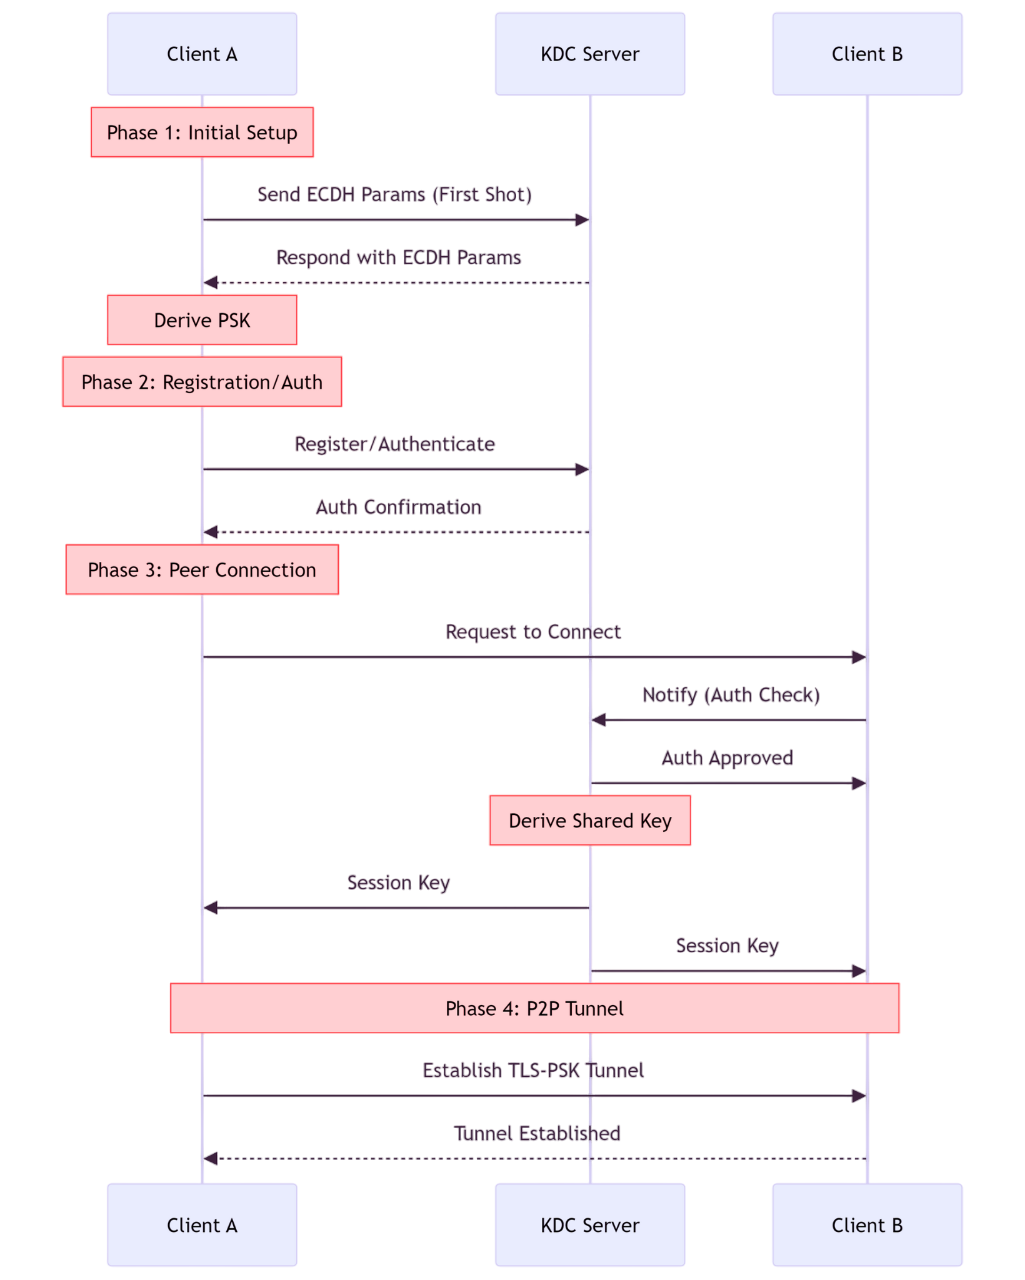 Client A
KDC Server
Client B
Phase 1: Initial Setup
Send ECDH Params (First Shot)
Respond with ECDH Params
Derive PSK
Phase 2: Registration/Auth
Register/Authenticate
Auth Confirmation
Phase 3: Peer Connection
Request to Connect
Notify (Auth Check)
Auth Approved
Derive Shared Key
Session Key
Session Key
Phase 4: P2P Tunnel
Establish TLS-PSK Tunnel
Tunnel Established
Client A
KDC Server
Client B